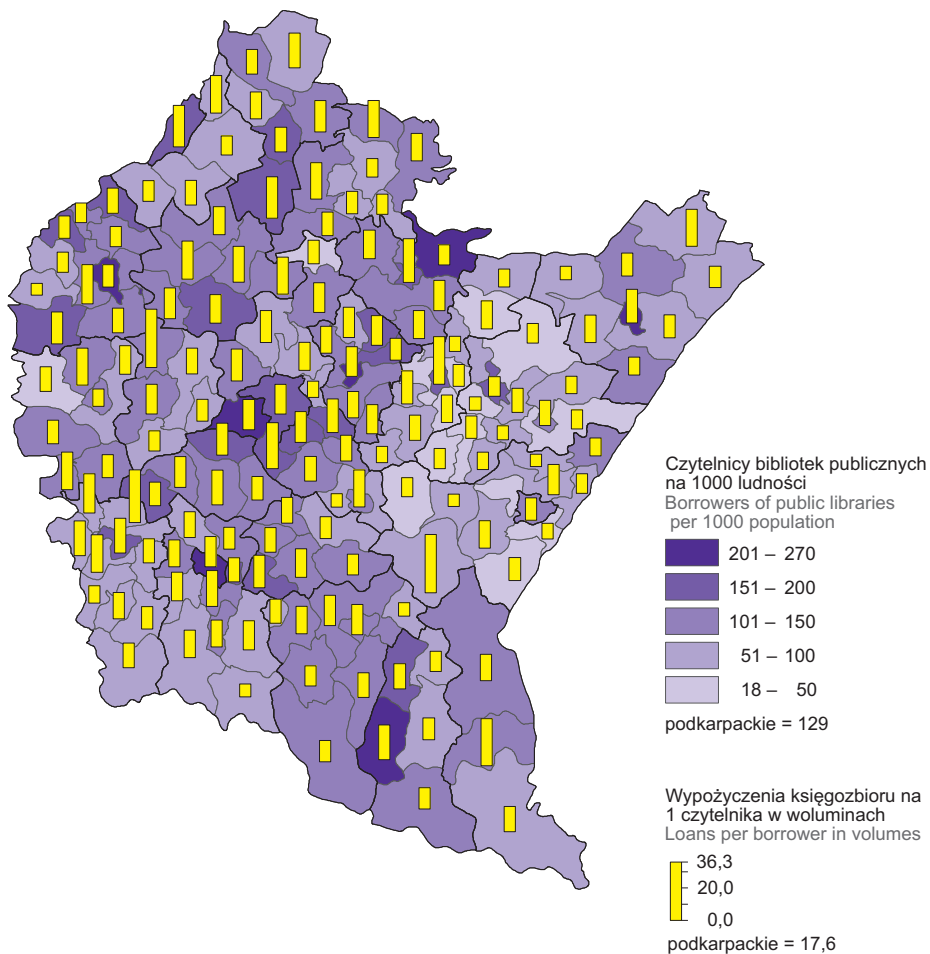 Czytelnicy bibliotek publicznych
na 1000 ludności
Borrowers of public libraries
per 1000 population
201 – 270
151 – 200
101 – 150
51 – 100
18 – 50
podkarpackie = 129
Wypożyczenia księgozbioru na
1 czytelnika w woluminach
Loans per borrower in volumes
36,3
20,0
0,0
podkarpackie = 17,6